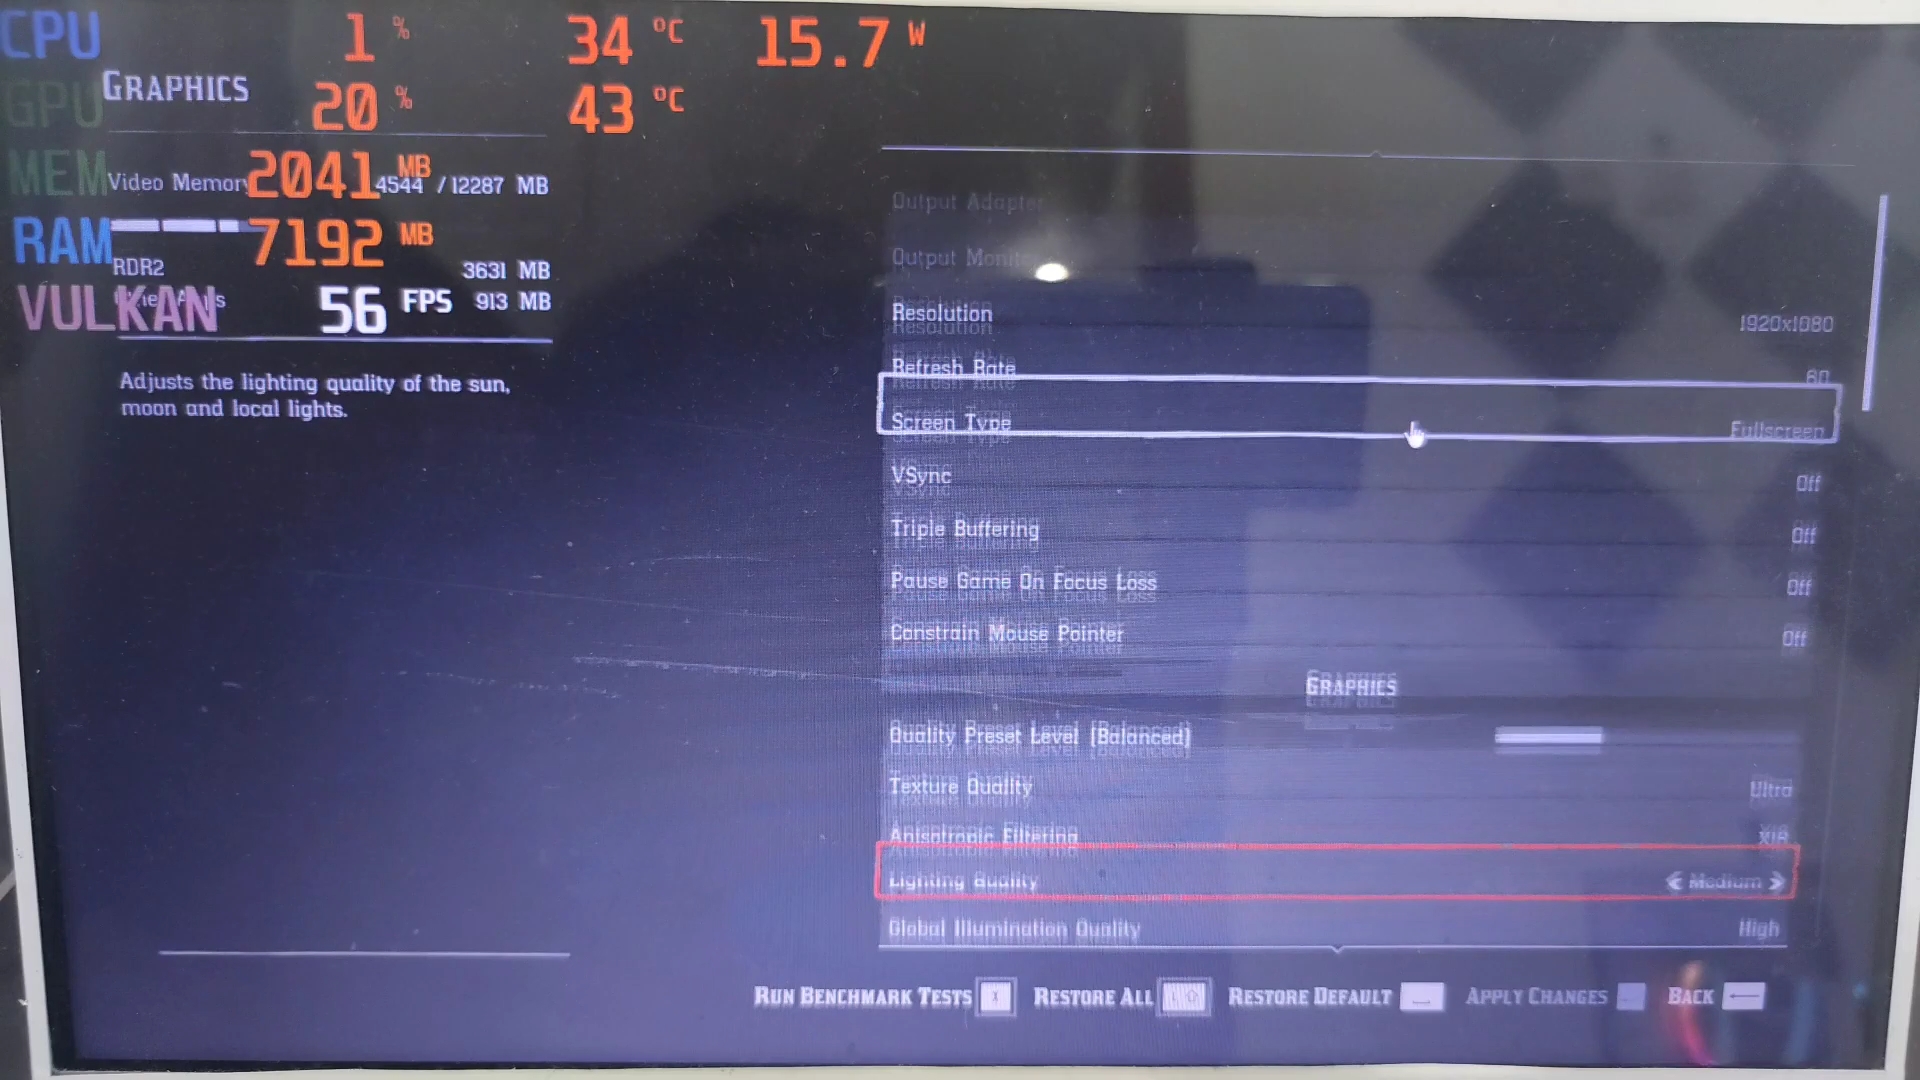 CPU 1 % 34 °C 15.7 W
GRAPHICS
GPU 20 % 43 °C
MEM 2041 MB
Video Memory 4544 / 12287 MB
RAM 7192 MB
RDR2 3631 MB
913 MB
VULKAN 56 FPS
Adjusts the lighting quality of the sun,
moon and local lights.
Output Adapter
Output Monitor
Resolution 1920x1080
Refresh Rate 60
Screen Type Fullscreen
VSync Off
Triple Buffering Off
Pause Game On Focus Loss Off
Constrain Mouse Pointer Off
GRAPHICS
Quality Preset Level [Balanced]
Texture Quality Ultra
Anisotropic Filtering X16
Lighting Quality Medium
Global Illumination Quality High
RUN BENCHMARK TESTS X RESTORE ALL RESTORE DEFAULT APPLY CHANGES BACK